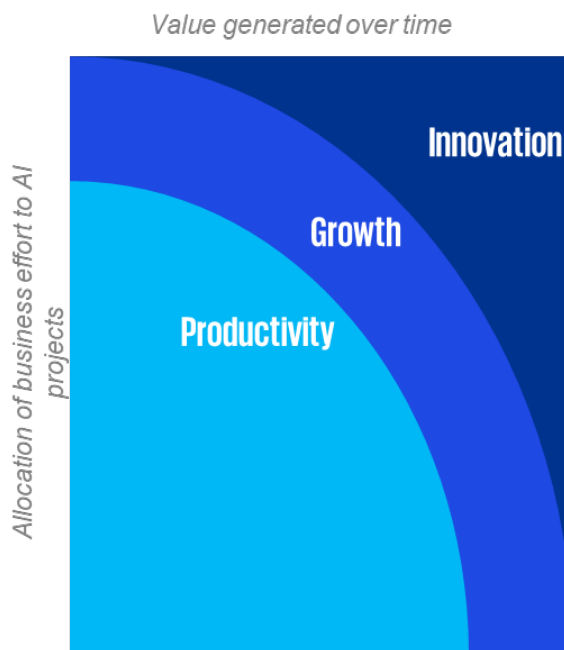 Value generated over time
Innovation
Growth
Productivity
Allocation of business effort to AI
projects